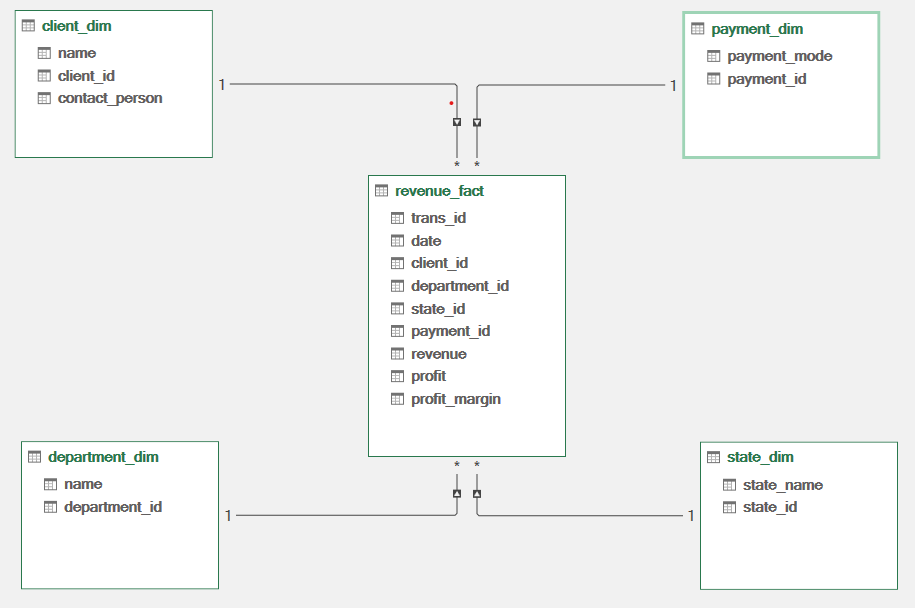 client_dim
name
client_id
contact_person
1
payment_dim
payment_mode
payment_id
1
* *
revenue_fact
trans_id
date
client_id
department_id
state_id
payment_id
revenue
profit
profit_margin
* *
department_dim
name
department_id
1
state_dim
state_name
state_id
1